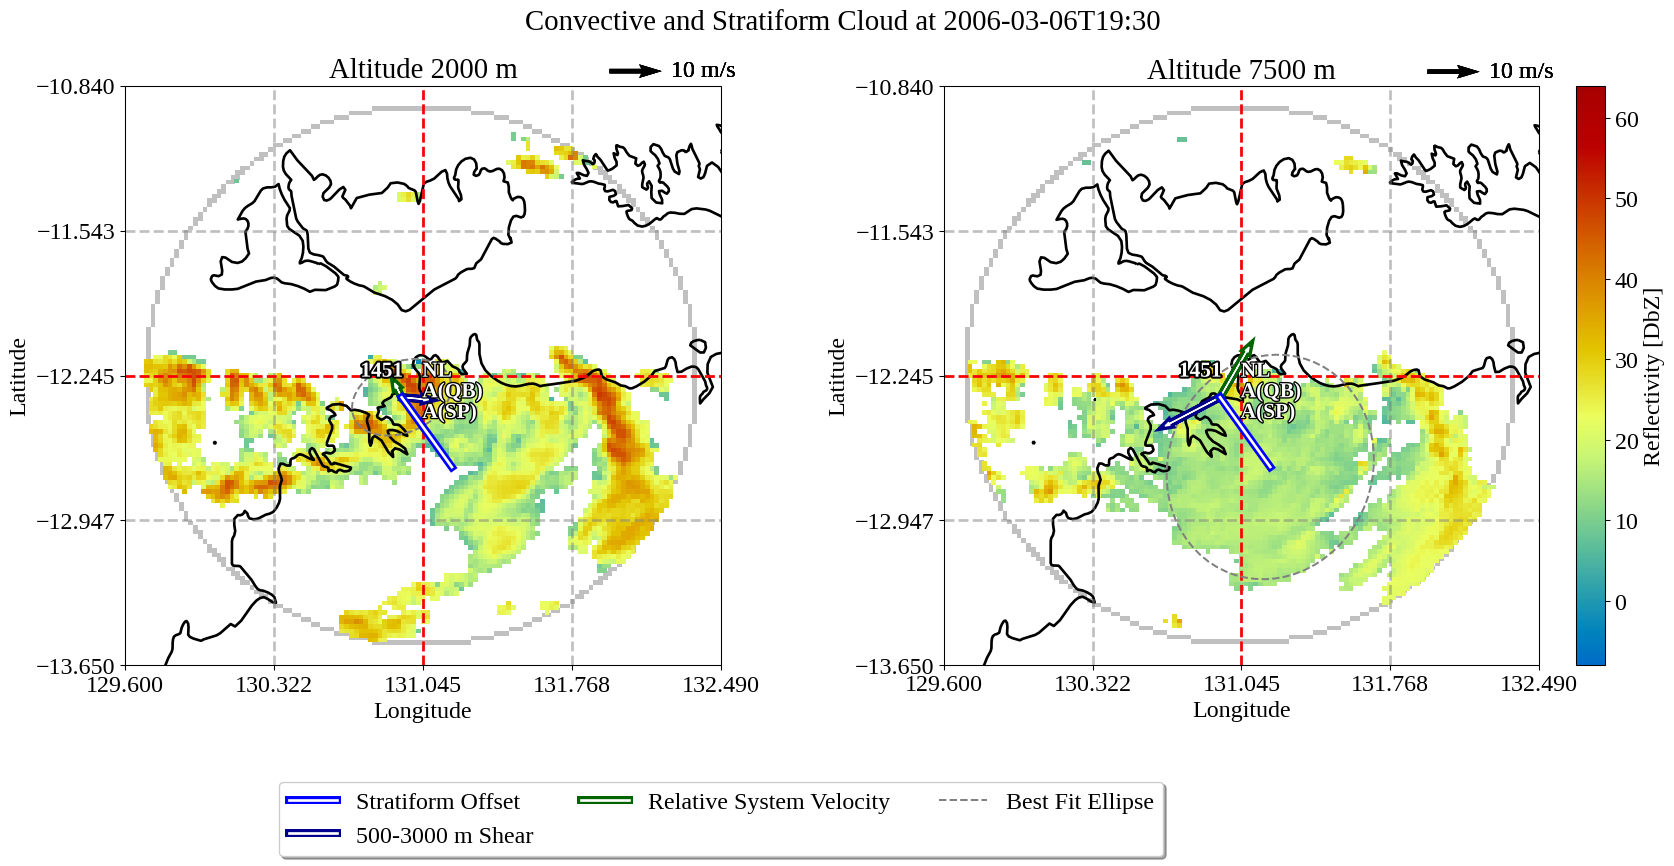 Convective and Stratiform Cloud at 2006-03-06T19:30
Altitude 2000 m
10 m/s
Altitude 7500 m
10 m/s
−10.840
−11.543
−12.245
−12.947
−13.650
Latitude
129.600
130.322
131.045
131.768
132.490
Longitude
1451
NL
A(QB)
A(SP)
−10.840
−11.543
−12.245
−12.947
−13.650
Latitude
129.600
130.322
131.045
131.768
132.490
Longitude
1451
NL
A(QB)
A(SP)
60
50
40
30
20
10
0
Reflectivity [DbZ]
Stratiform Offset
500-3000 m Shear
Relative System Velocity
Best Fit Ellipse